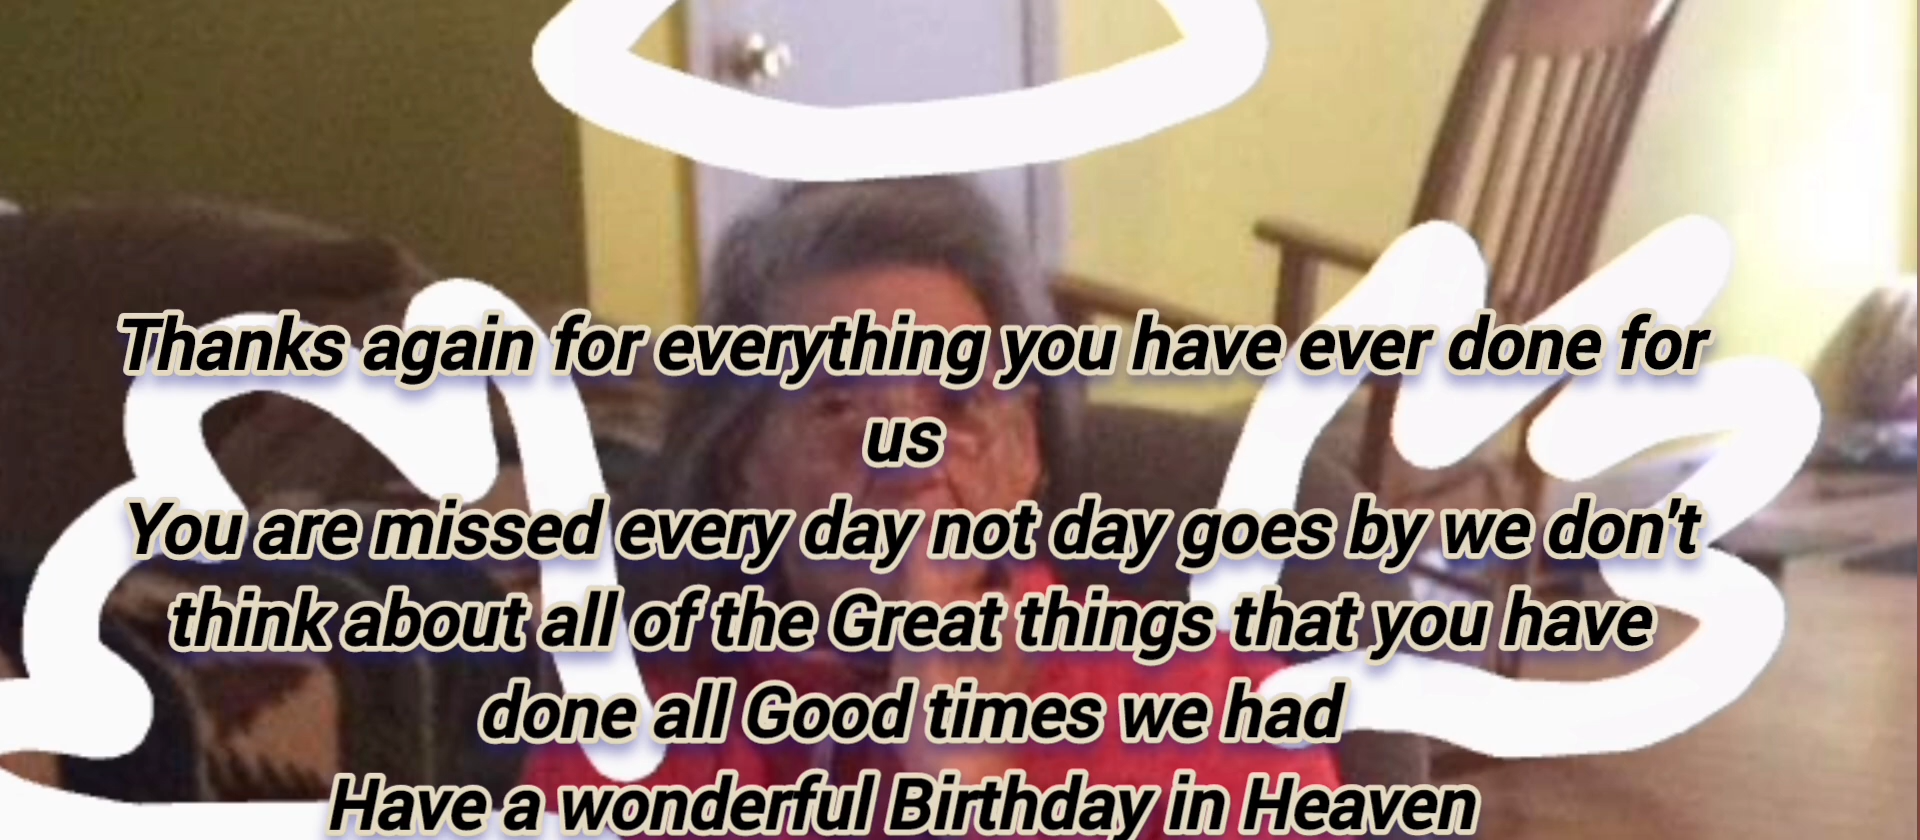 Thanks again for everything you have ever done for
us
You are missed every day not day goes by we don't
think about all of the Great things that you have
done all Good times we had
Have a wonderful Birthday in Heaven